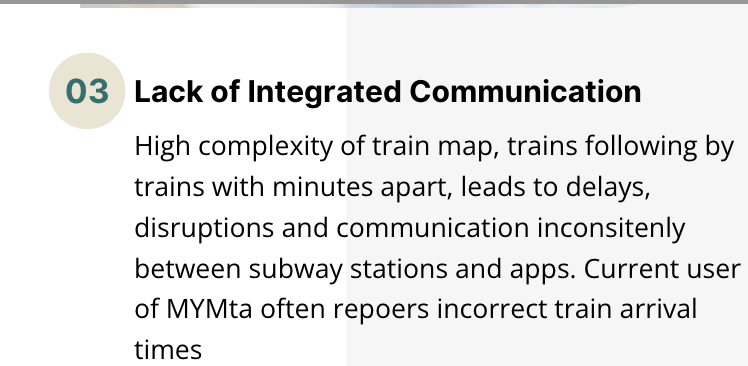 03 Lack of Integrated Communication
High complexity of train map, trains following by
trains with minutes apart, leads to delays,
disruptions and communication inconsitenly
between subway stations and apps. Current user
of MYMta often repoers incorrect train arrival
times